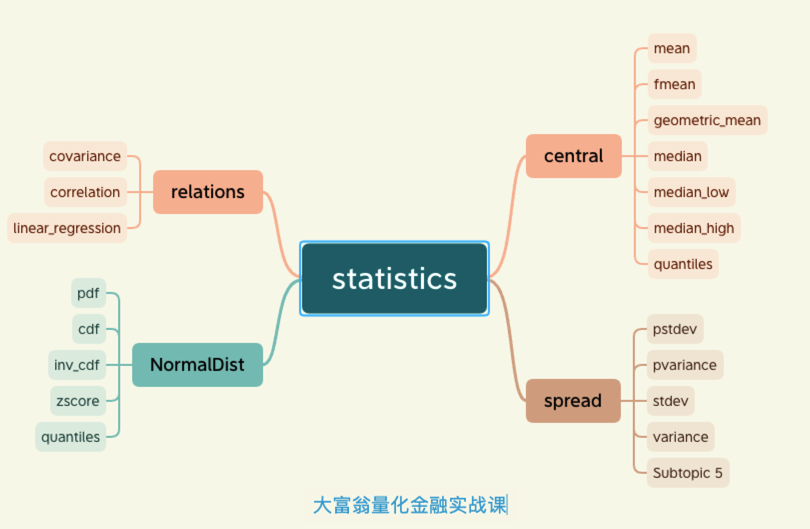 statistics
central
mean
fmean
geometric_mean
median
median_low
median_high
quantiles
spread
pstdev
pvariance
stdev
variance
Subtopic 5
relations
covariance
correlation
linear_regression
NormalDist
pdf
cdf
inv_cdf
zscore
quantiles
大富翁量化金融实战课